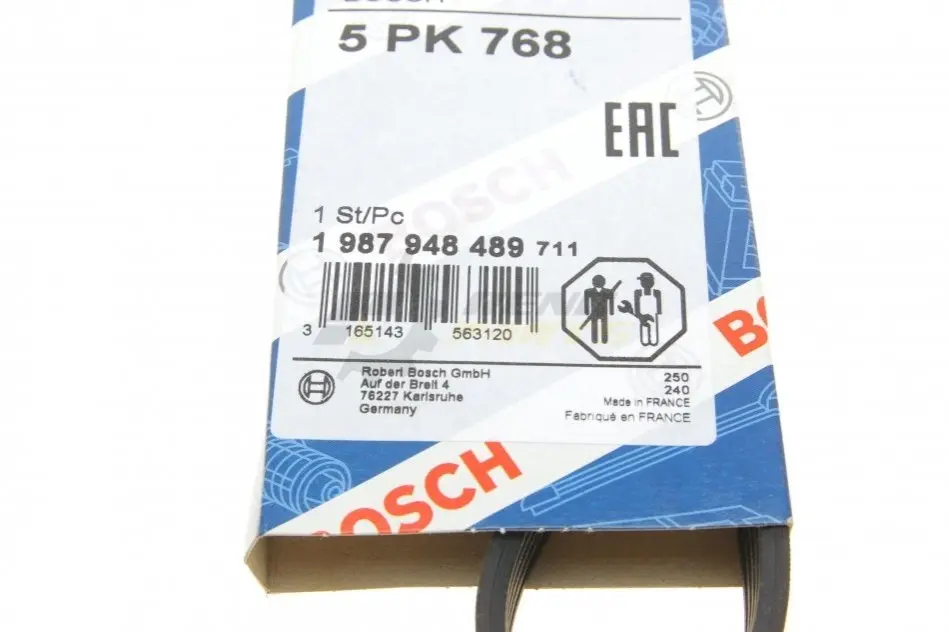 BOSCH
5 PK 768
EAC
1 St/Pc
1 987 948 489 711
3 165143 563120
Robert Bosch GmbH
Auf der Breit 4
76227 Karlsruhe
Germany
250
240
Made in FRANCE
Fabriqué en FRANCE
BOSCH
BOSCH
BOSCH